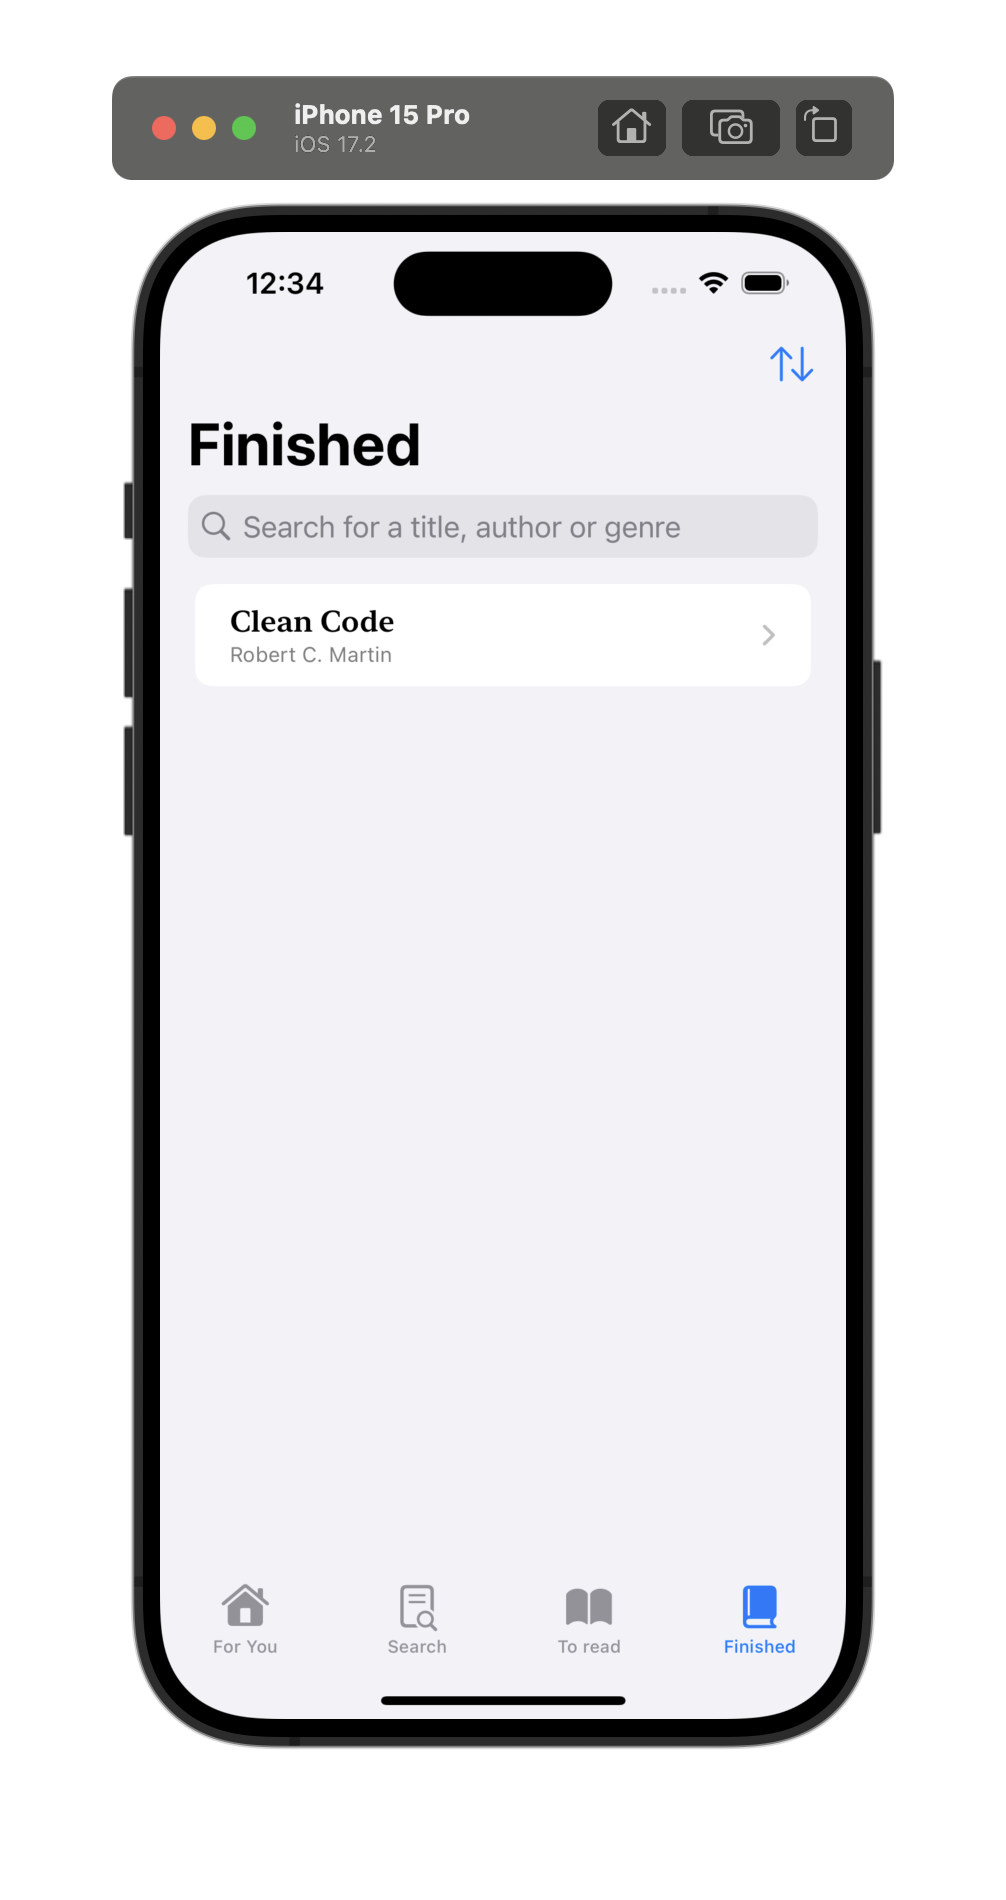 iPhone 15 Pro
iOS 17.2
12:34
Finished
Search for a title, author or genre
Clean Code
Robert C. Martin
For You
Search
To read
Finished